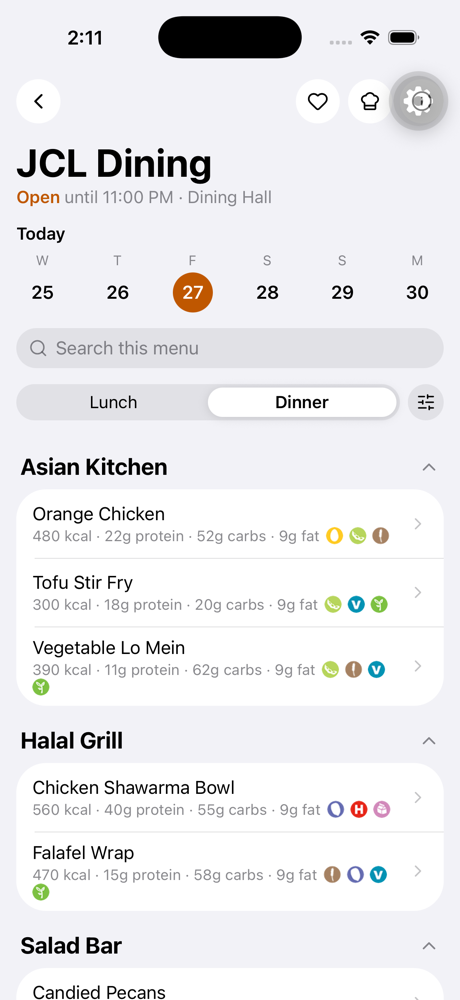 2:11
JCL Dining
Open until 11:00 PM · Dining Hall
Today
W T F S S M
25 26 27 28 29 30
Search this menu
Lunch Dinner
Asian Kitchen
Orange Chicken
480 kcal · 22g protein · 52g carbs · 9g fat
Tofu Stir Fry
300 kcal · 18g protein · 20g carbs · 9g fat V
Vegetable Lo Mein
390 kcal · 11g protein · 62g carbs · 9g fat V
Halal Grill
Chicken Shawarma Bowl
560 kcal · 40g protein · 55g carbs · 9g fat H
Falafel Wrap
470 kcal · 15g protein · 58g carbs · 9g fat V
Salad Bar
Candied Pecans